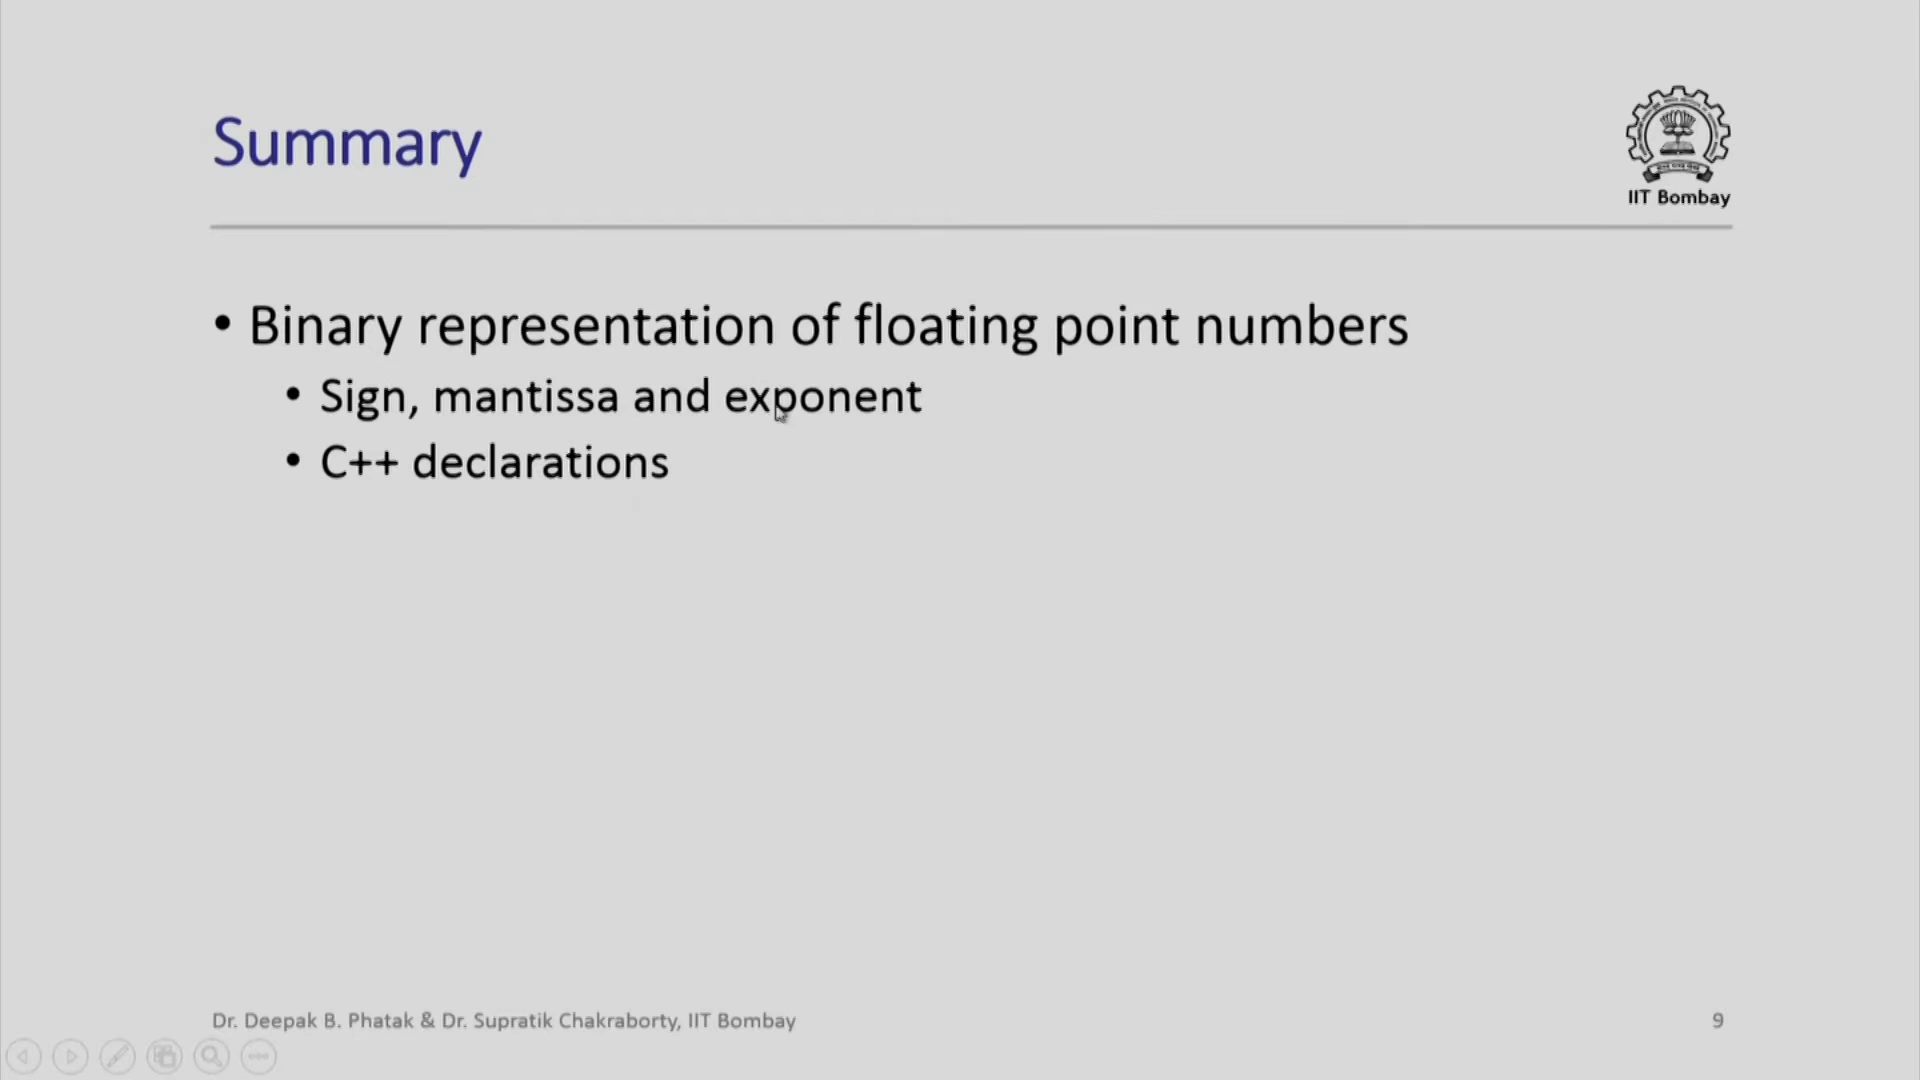 Summary
IIT Bombay
• Binary representation of floating point numbers
• Sign, mantissa and exponent
• C++ declarations
Dr. Deepak B. Phatak & Dr. Supratik Chakraborty, IIT Bombay
9